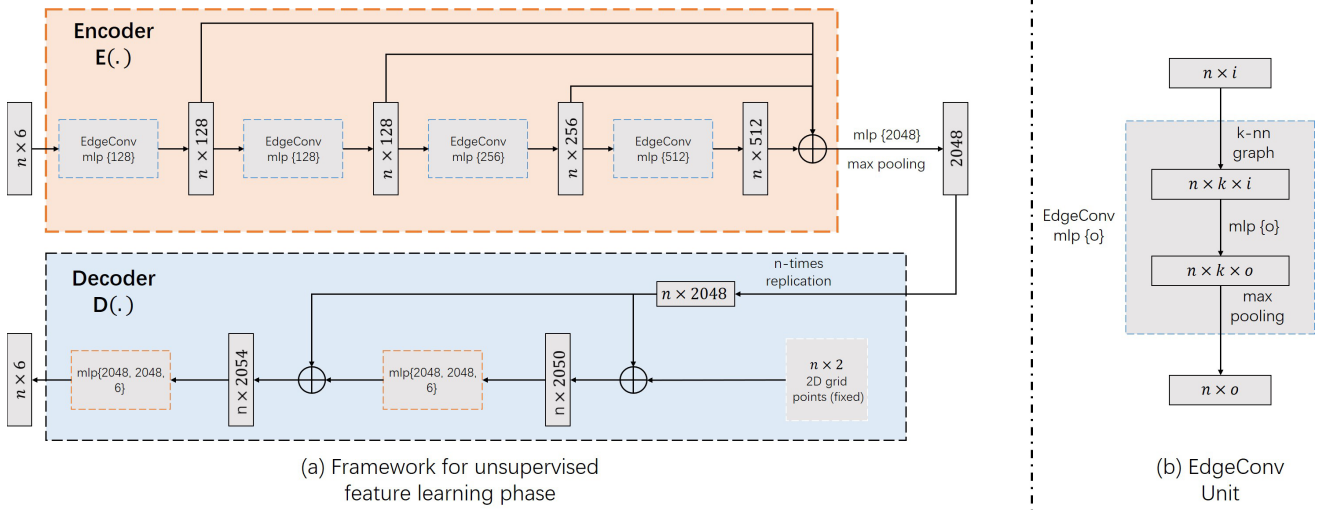 Encoder
E(.)
n × 6
EdgeConv
mlp {128}
n × 128
EdgeConv
mlp {128}
n × 128
EdgeConv
mlp {256}
n × 256
EdgeConv
mlp {512}
n × 512
mlp {2048}
max pooling
2048
Decoder
D(.)
n-times
replication
n × 2048
n × 6
mlp{2048, 2048,
6}
n × 2054
mlp{2048, 2048,
6}
n × 2050
n × 2
2D grid
points (fixed)
(a) Framework for unsupervised
feature learning phase
n × i
k-nn
graph
n × k × i
EdgeConv
mlp {o}
mlp {o}
n × k × o
max
pooling
n × o
(b) EdgeConv
Unit